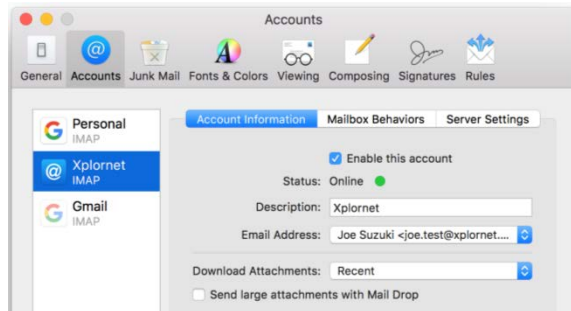 Accounts
General Accounts Junk Mail Fonts & Colors Viewing Composing Signatures Rules
Personal
IMAP
Xplornet
IMAP
Gmail
IMAP
Account Information Mailbox Behaviors Server Settings
Enable this account
Status: Online
Description: Xplornet
Email Address: Joe Suzuki <joe.test@xplornet....
Download Attachments: Recent
Send large attachments with Mail Drop